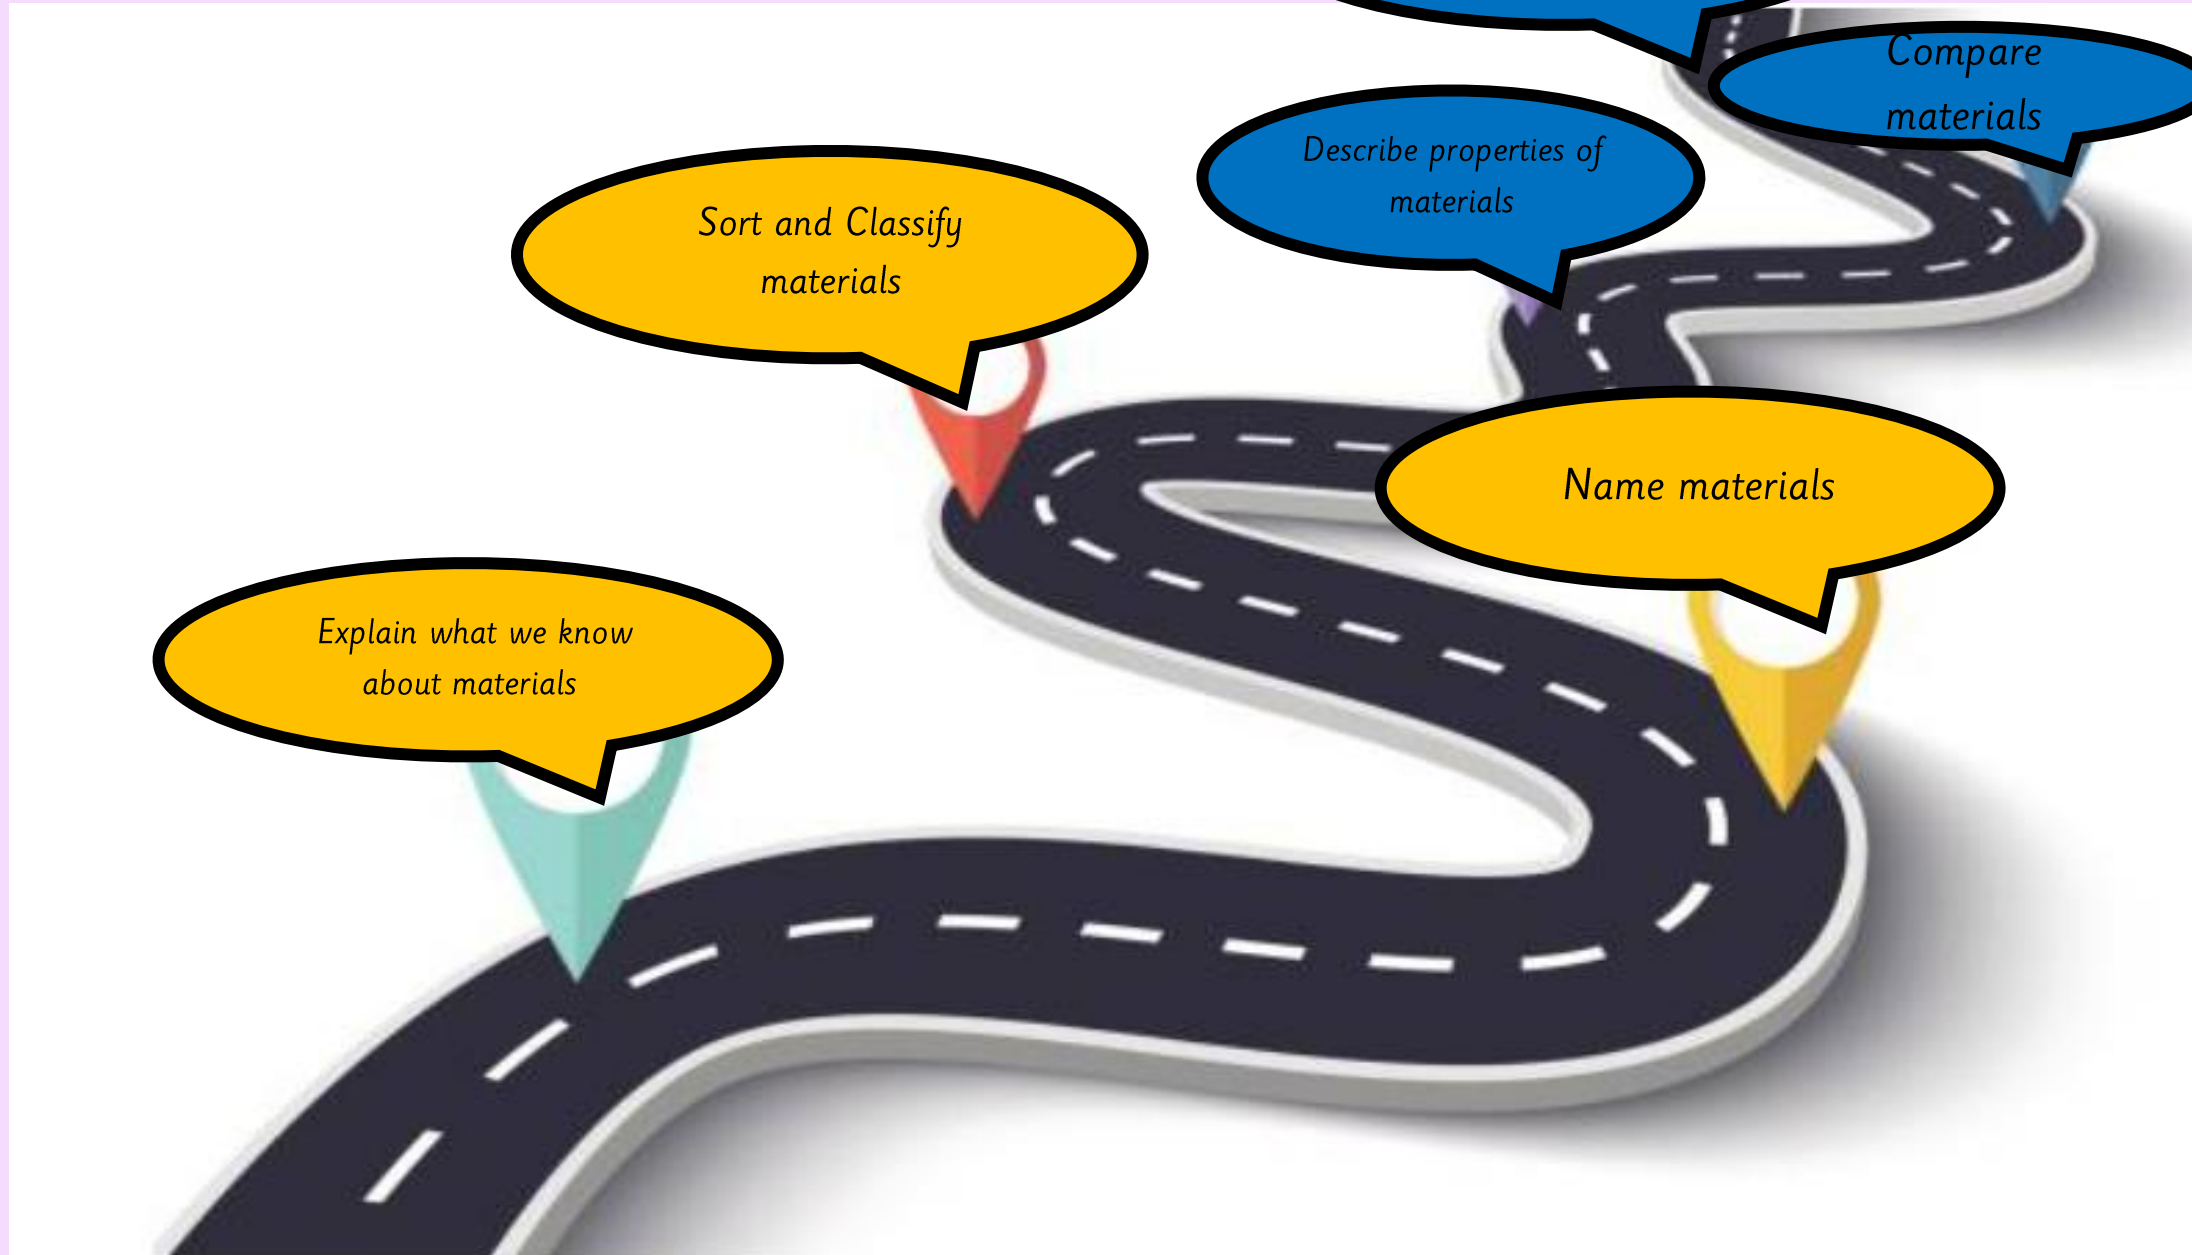 Compare
materials
Describe properties of
materials
Sort and Classify
materials
Name materials
Explain what we know
about materials